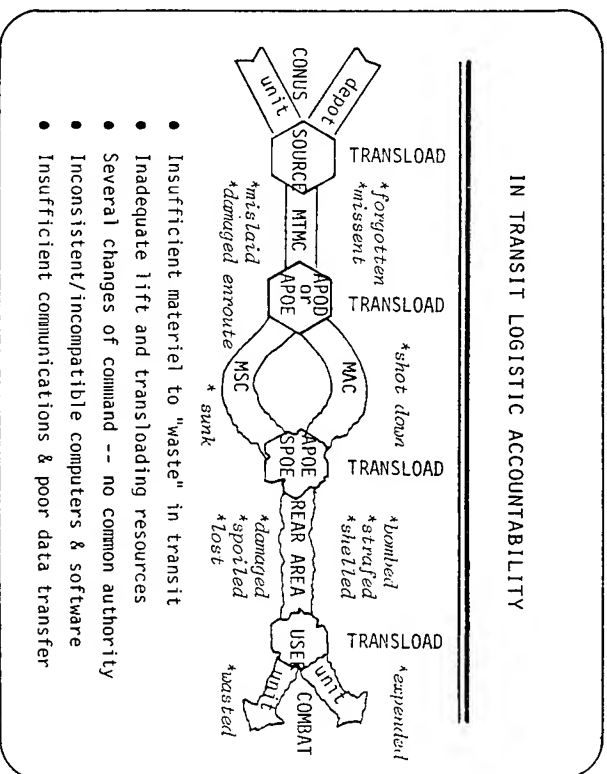 IN TRANSIT LOGISTIC ACCOUNTABILITY
TRANSLOAD
TRANSLOAD
TRANSLOAD
TRANSLOAD
*forgotten
*missent
*shot down
*bombed
*strafed
*shelled
*expended
depot
unit
CONUS
SOURCE
MTMC
APOD
or
APOE
MAC
MSC
APOE
SPOE
REAR AREA
USER
unit
unit
COMBAT
*mislaid
*damaged enroute
* sunk
*damaged
*spoiled
*lost
*wasted
• Insufficient materiel to "waste" in transit
• Inadequate lift and transloading resources
• Several changes of command -- no common authority
• Inconsistent/incompatible computers & software
• Insufficient communications & poor data transfer